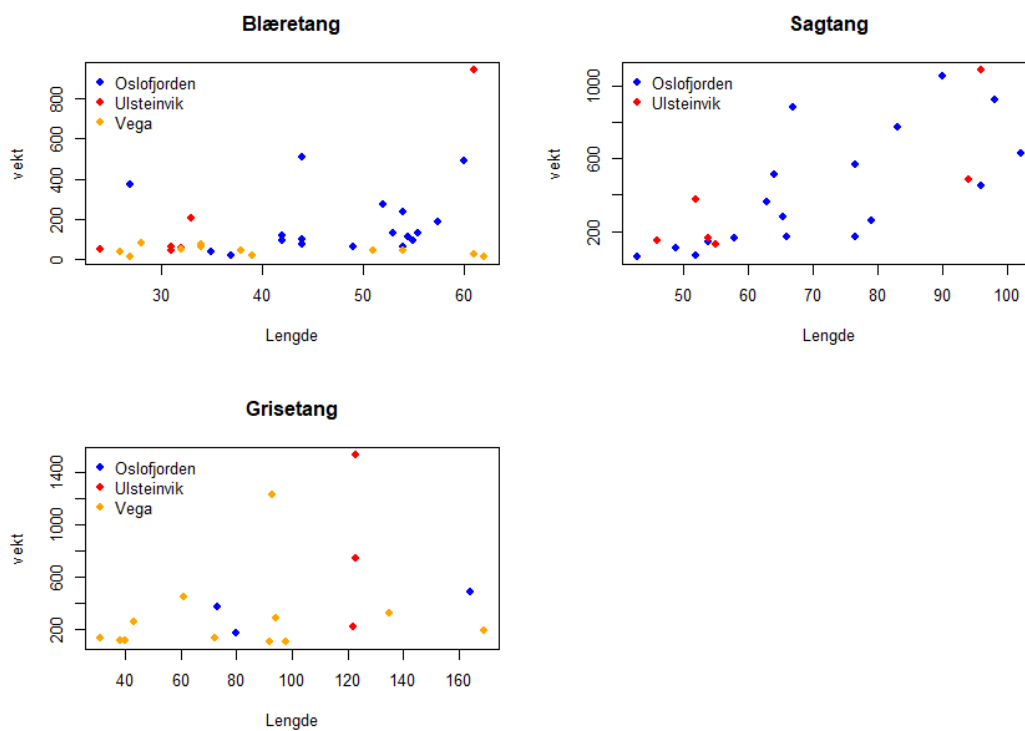 Blæretang
Oslofjorden
Ulsteinvik
Vega
vekt
0 200 400 600 800
30 40 50 60
Lengde
Sagtang
Oslofjorden
Ulsteinvik
vekt
200 600 1000
50 60 70 80 90 100
Lengde
Grisetang
Oslofjorden
Ulsteinvik
Vega
vekt
200 600 1000 1400
40 60 80 100 120 140 160
Lengde